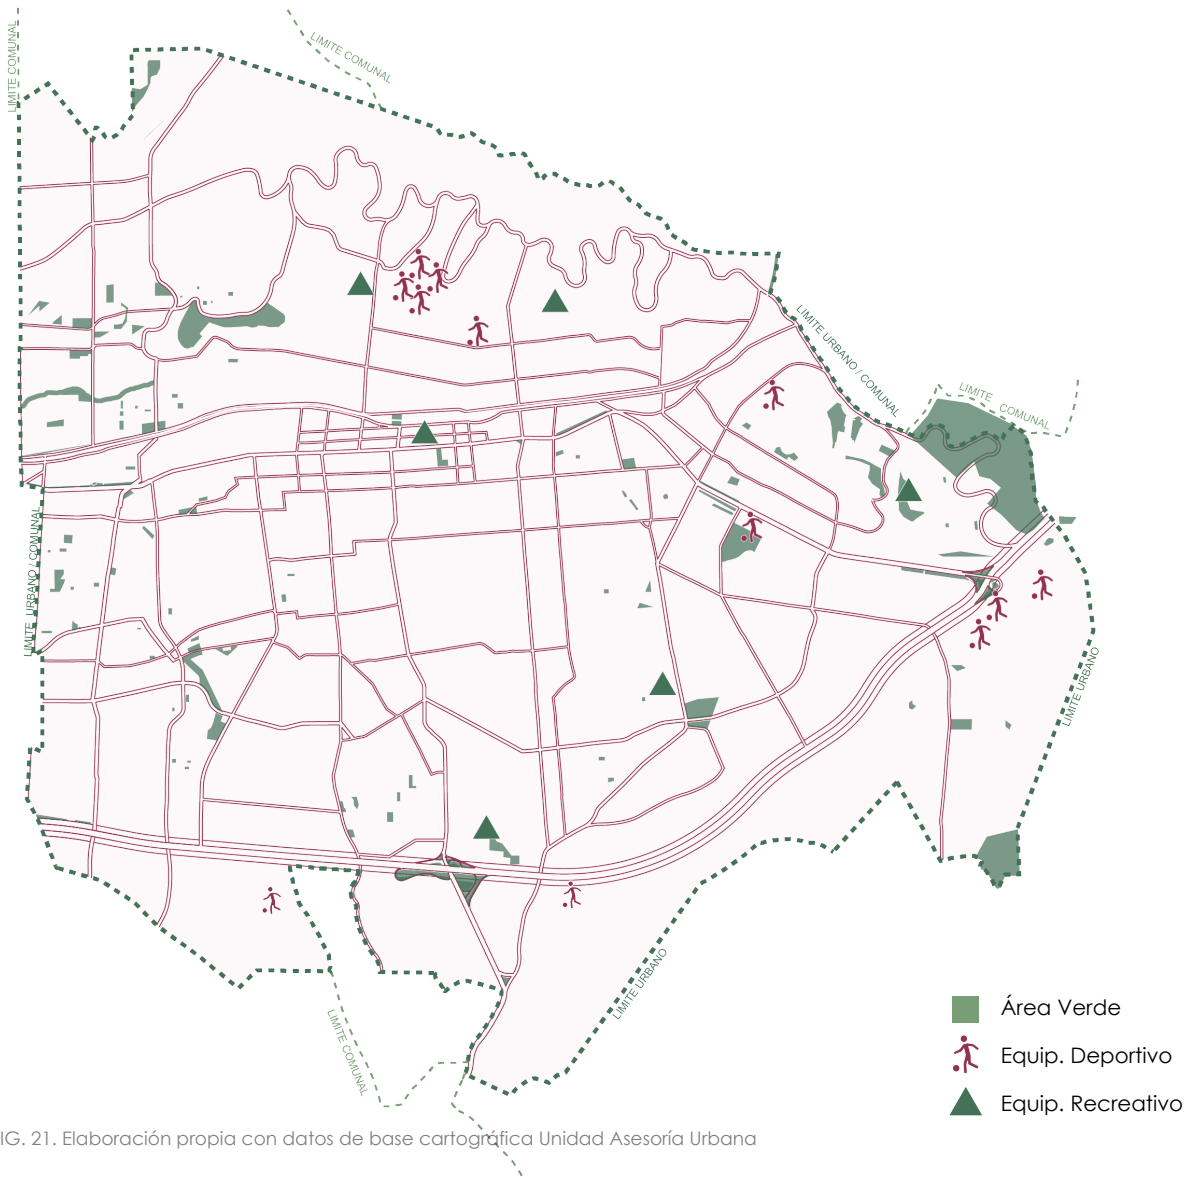 LIMITE COMUNAL
LIMITE COMUNAL
LIMITE URBANO / COMUNAL
LIMITE COMUNAL
LIMITE URBANO / COMUNAL
LIMITE URBANO
LIMITE URBANO
LIMITE COMUNAL
Área Verde
Equip. Deportivo
Equip. Recreativo
IG. 21. Elaboración propia con datos de base cartográfica Unidad Asesoría Urbana